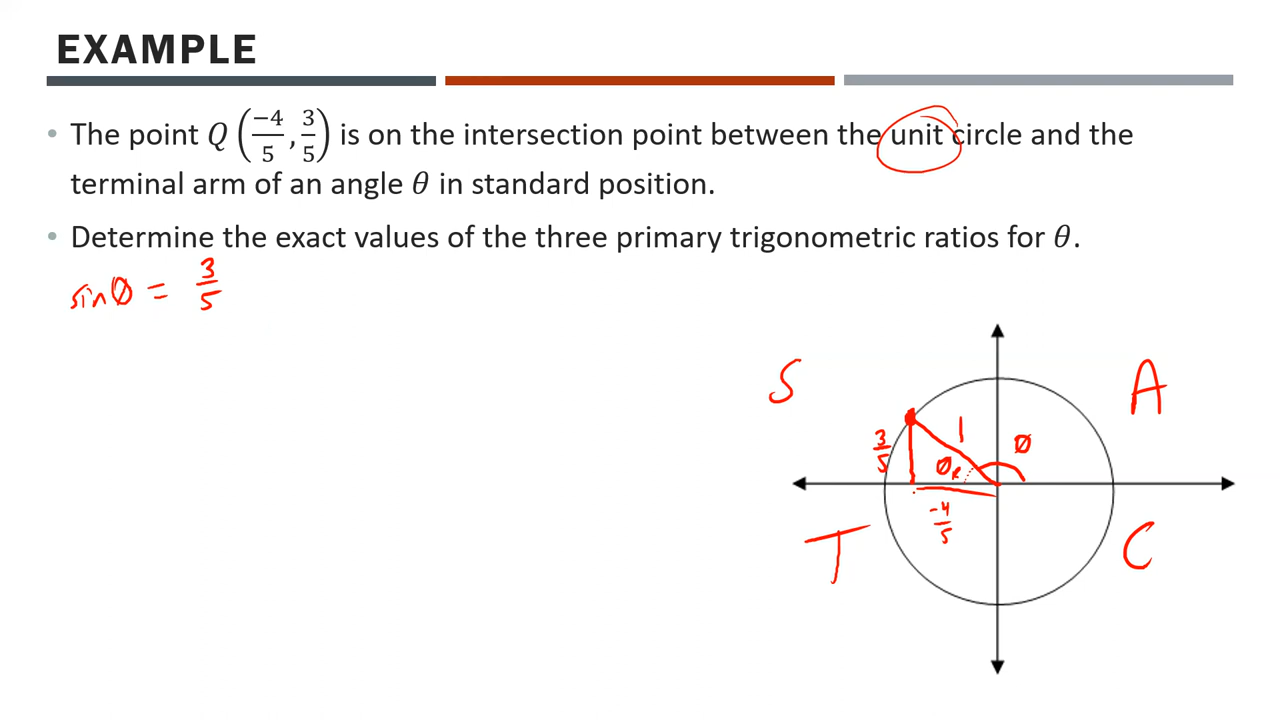 EXAMPLE
• The point Q (-4/5, 3/5) is on the intersection point between the unit circle and the
terminal arm of an angle θ in standard position.
• Determine the exact values of the three primary trigonometric ratios for θ.
sinθ = 3/5
S
A
3/5
1
θ
θR
-4/5
T
C